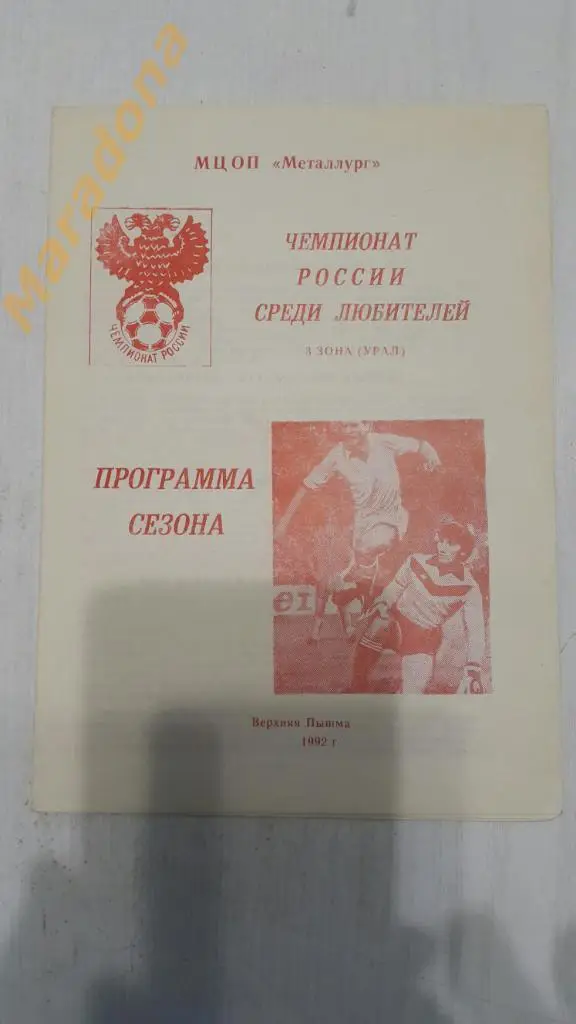 Maradona
МЦОП «Металлург»
ЧЕМПИОНАТ
РОССИИ
СРЕДИ ЛЮБИТЕЛЕЙ
3 ЗОНА (УРАЛ)
ЧЕМПИОНАТ РОССИИ
ПРОГРАММА
СЕЗОНА
Верхняя Пышма
1992 г